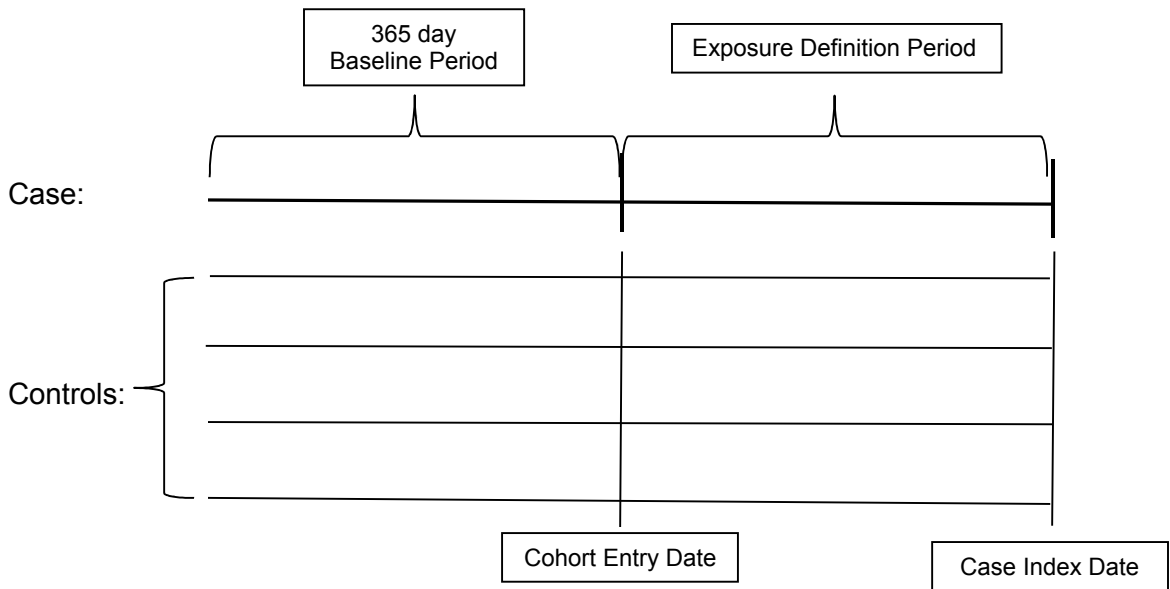 365 day
Baseline Period
Exposure Definition Period
Case:
Controls:
Cohort Entry Date
Case Index Date